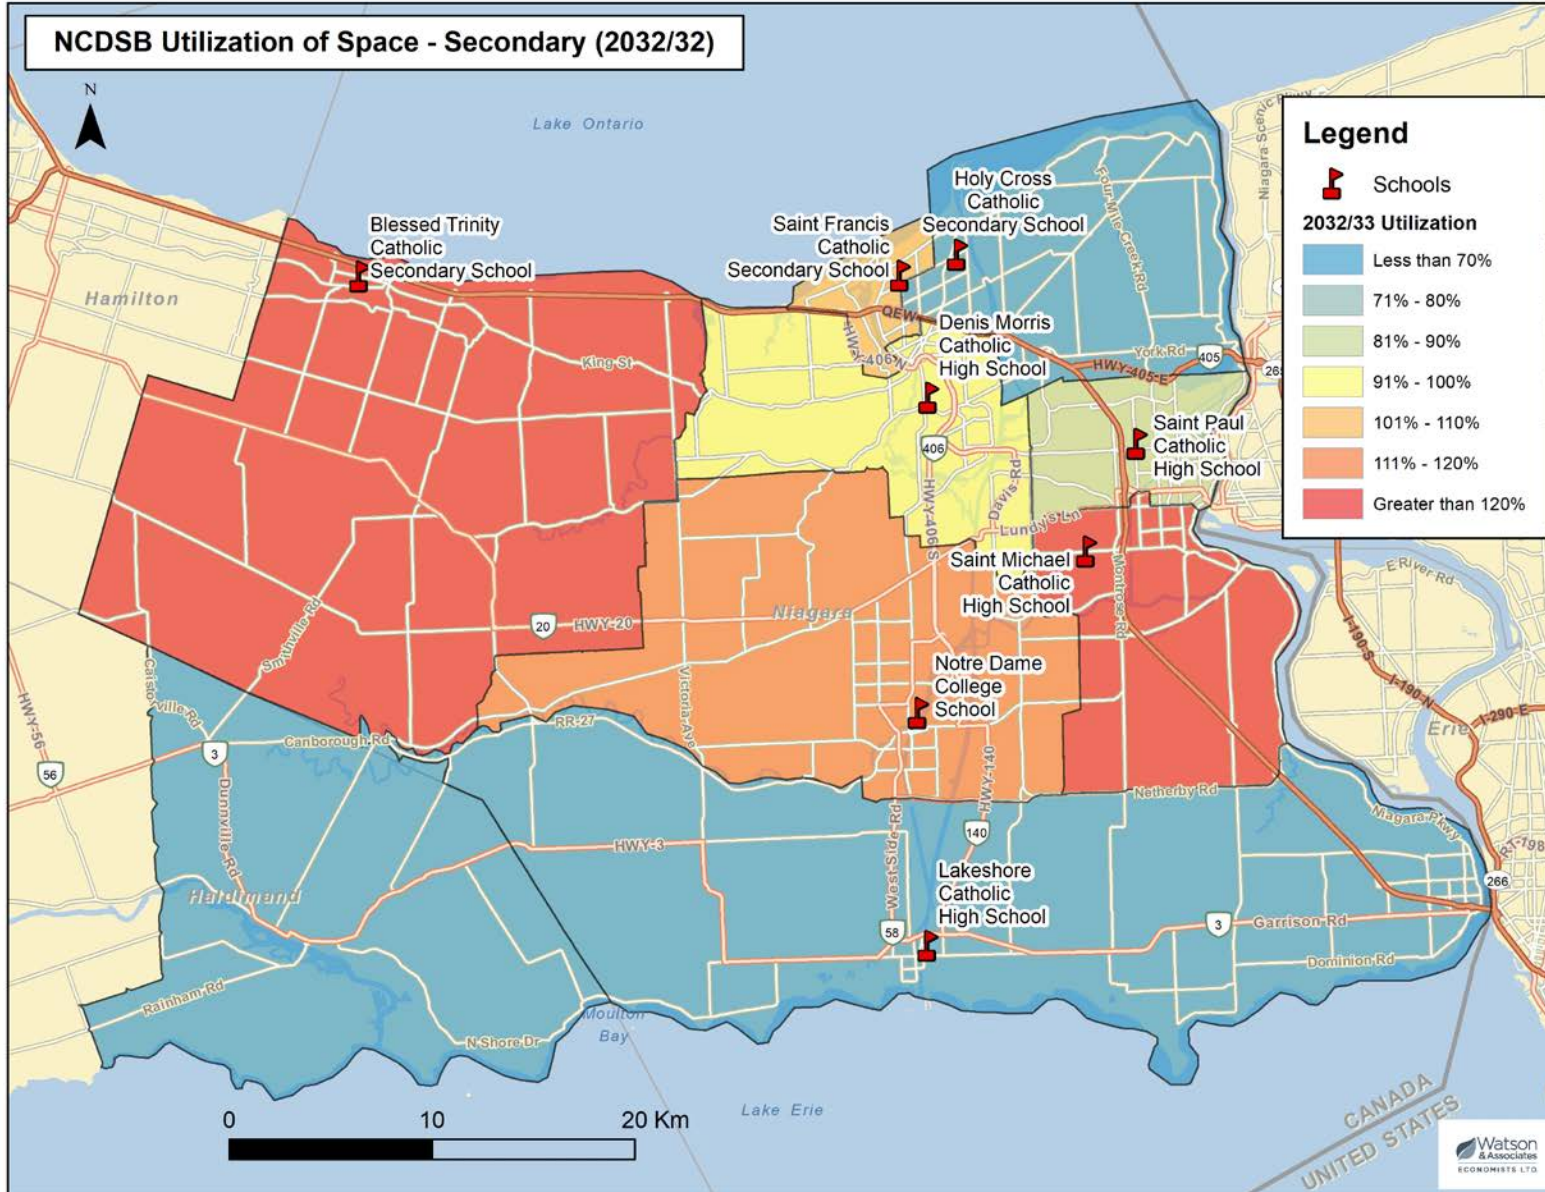 NCDSB Utilization of Space - Secondary (2032/32)
N
Lake Ontario
Legend
Schools
2032/33 Utilization
Less than 70%
71% - 80%
81% - 90%
91% - 100%
101% - 110%
111% - 120%
Greater than 120%
Niagara Scenic Pkwy
Four Mile Creek Rd
Holy Cross
Catholic
Secondary School
Saint Francis
Catholic
Secondary School
Blessed Trinity
Catholic
Secondary School
Hamilton
QEW
HWY-406 N
Denis Morris
Catholic
High School
York Rd
405
HWY-405-E
King St
Saint Paul
Catholic
High School
406
HWY-406 S
Davis Rd
Lundy's Ln
Saint Michael
Catholic
High School
Montrose Rd
E River Rd
I-190-S
I-190-N
I-290-E
Erie
Niagara
20
HWY-20
Smithville Rd
Caistorville Rd
HWY-56
56
3
Canborough Rd
RR-27
Victoria Ave
Notre Dame
College
School
HWY-140
140
Netherby Rd
Niagara Pkwy
RT-198
266
Dunnville Rd
HWY-3
West Side Rd
Haldimand
Lakeshore
Catholic
High School
58
3
Garrison Rd
Dominion Rd
Rainham Rd
N Shore Dr
Moulton
Bay
Lake Erie
0 10 20 Km
CANADA
UNITED STATES
Watson
& Associates
ECONOMISTS LTD.